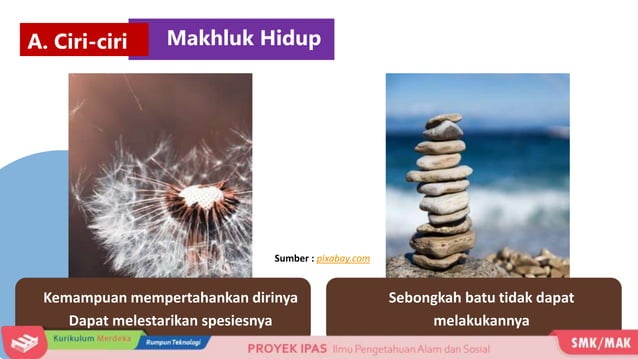 A. Ciri-ciri Makhluk Hidup
Sumber : pixabay.com
Kemampuan mempertahankan dirinya
Dapat melestarikan spesiesnya
Sebongkah batu tidak dapat
melakukannya
Kurikulum Merdeka Rumpun Teknologi PROYEK IPAS Ilmu Pengetahuan Alam dan Sosial SMK/MAK